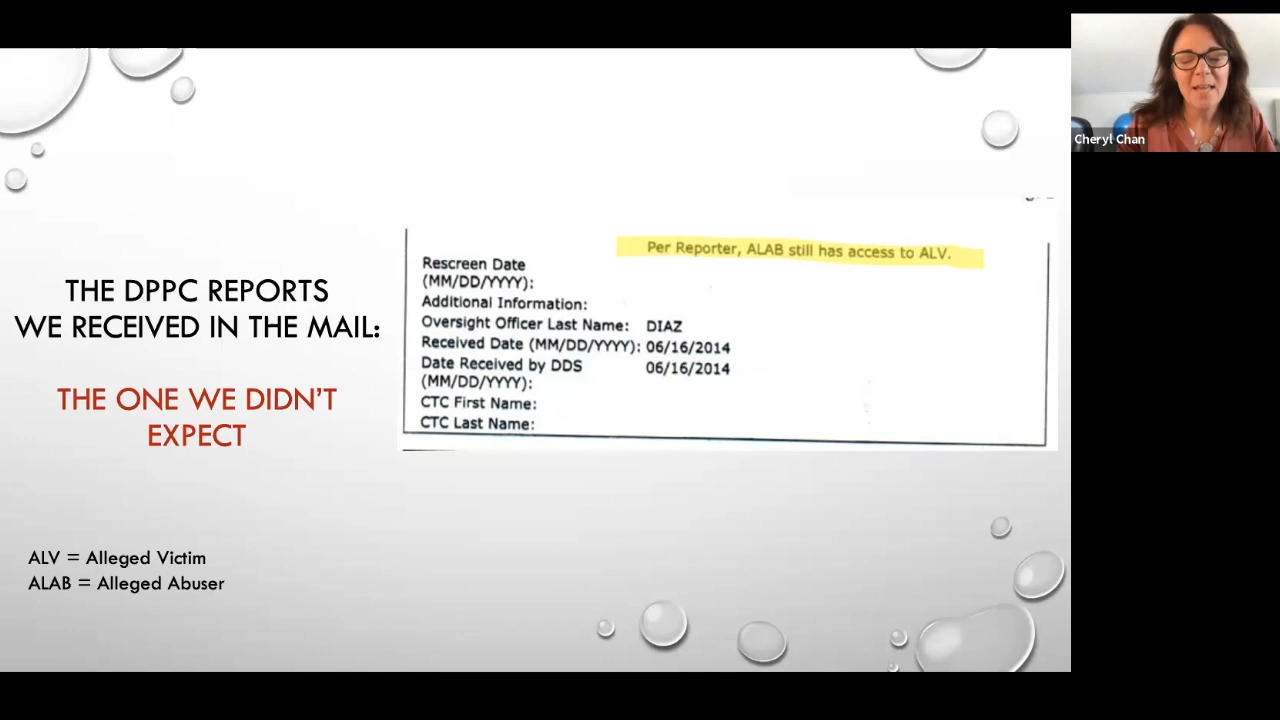 THE DPPC REPORTS
WE RECEIVED IN THE MAIL:
THE ONE WE DIDN'T
EXPECT
Per Reporter, ALAB still has access to ALV.
Rescreen Date
(MM/DD/YYYY):
Additional Information:
Oversight Officer Last Name: DIAZ
Received Date (MM/DD/YYYY): 06/16/2014
Date Received by DDS 06/16/2014
(MM/DD/YYYY):
CTC First Name:
CTC Last Name:
ALV = Alleged Victim
ALAB = Alleged Abuser
Cheryl Chan